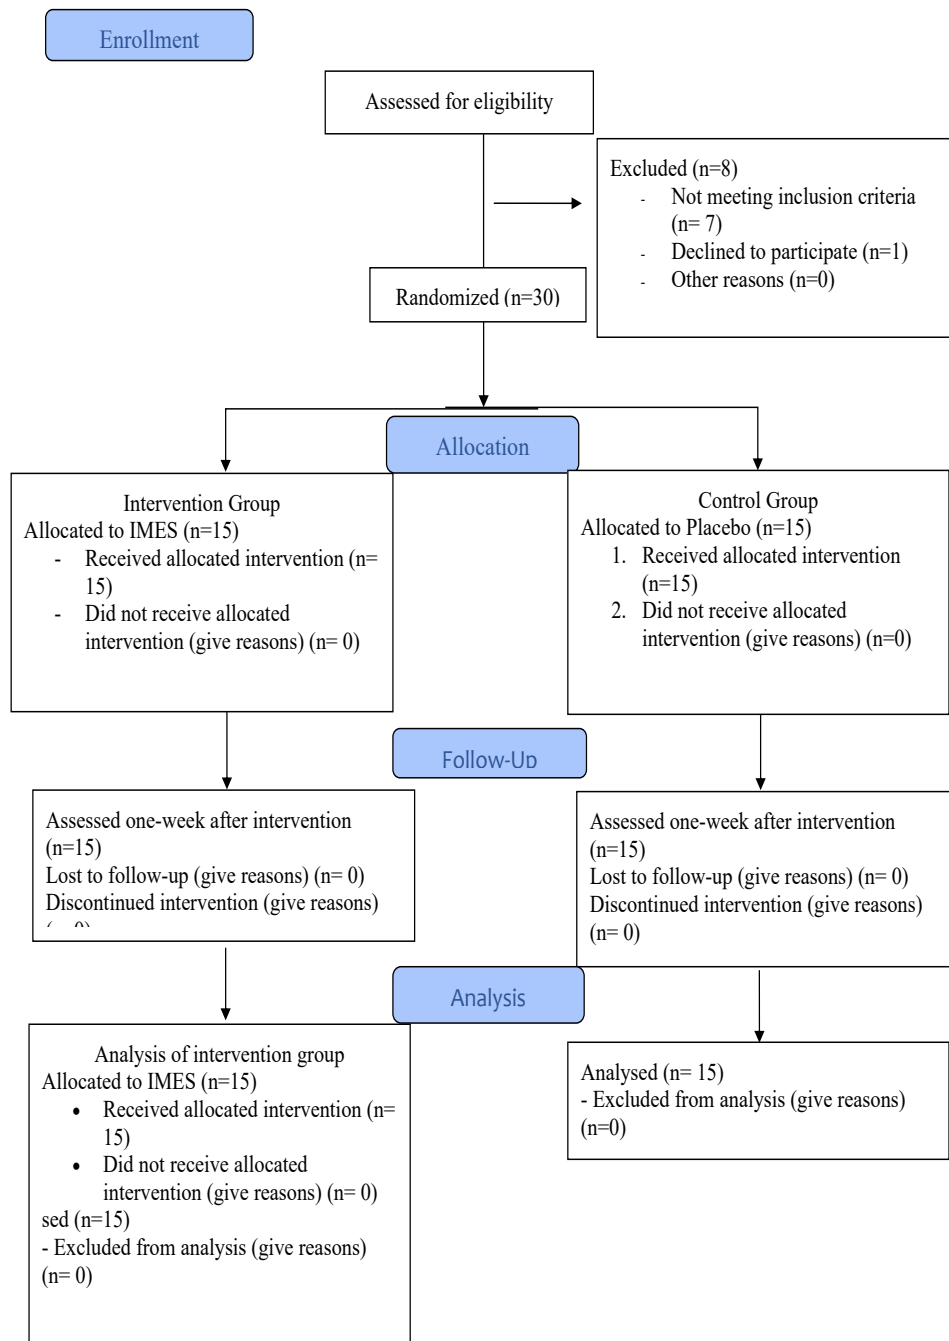 Enrollment
Assessed for eligibility
Excluded (n=8)
- Not meeting inclusion criteria
(n= 7)
- Declined to participate (n=1)
- Other reasons (n=0)
Randomized (n=30)
Allocation
Intervention Group
Allocated to IMES (n=15)
- Received allocated intervention (n=
15)
- Did not receive allocated
intervention (give reasons) (n= 0)
Control Group
Allocated to Placebo (n=15)
1. Received allocated intervention
(n=15)
2. Did not receive allocated
intervention (give reasons) (n=0)
Follow-Up
Assessed one-week after intervention
(n=15)
Lost to follow-up (give reasons) (n= 0)
Discontinued intervention (give reasons)
Assessed one-week after intervention
(n=15)
Lost to follow-up (give reasons) (n= 0)
Discontinued intervention (give reasons)
(n= 0)
Analysis
Analysis of intervention group
Allocated to IMES (n=15)
• Received allocated intervention (n=
15)
• Did not receive allocated
intervention (give reasons) (n= 0)
sed (n=15)
- Excluded from analysis (give reasons)
(n= 0)
Analysed (n= 15)
- Excluded from analysis (give reasons)
(n=0)